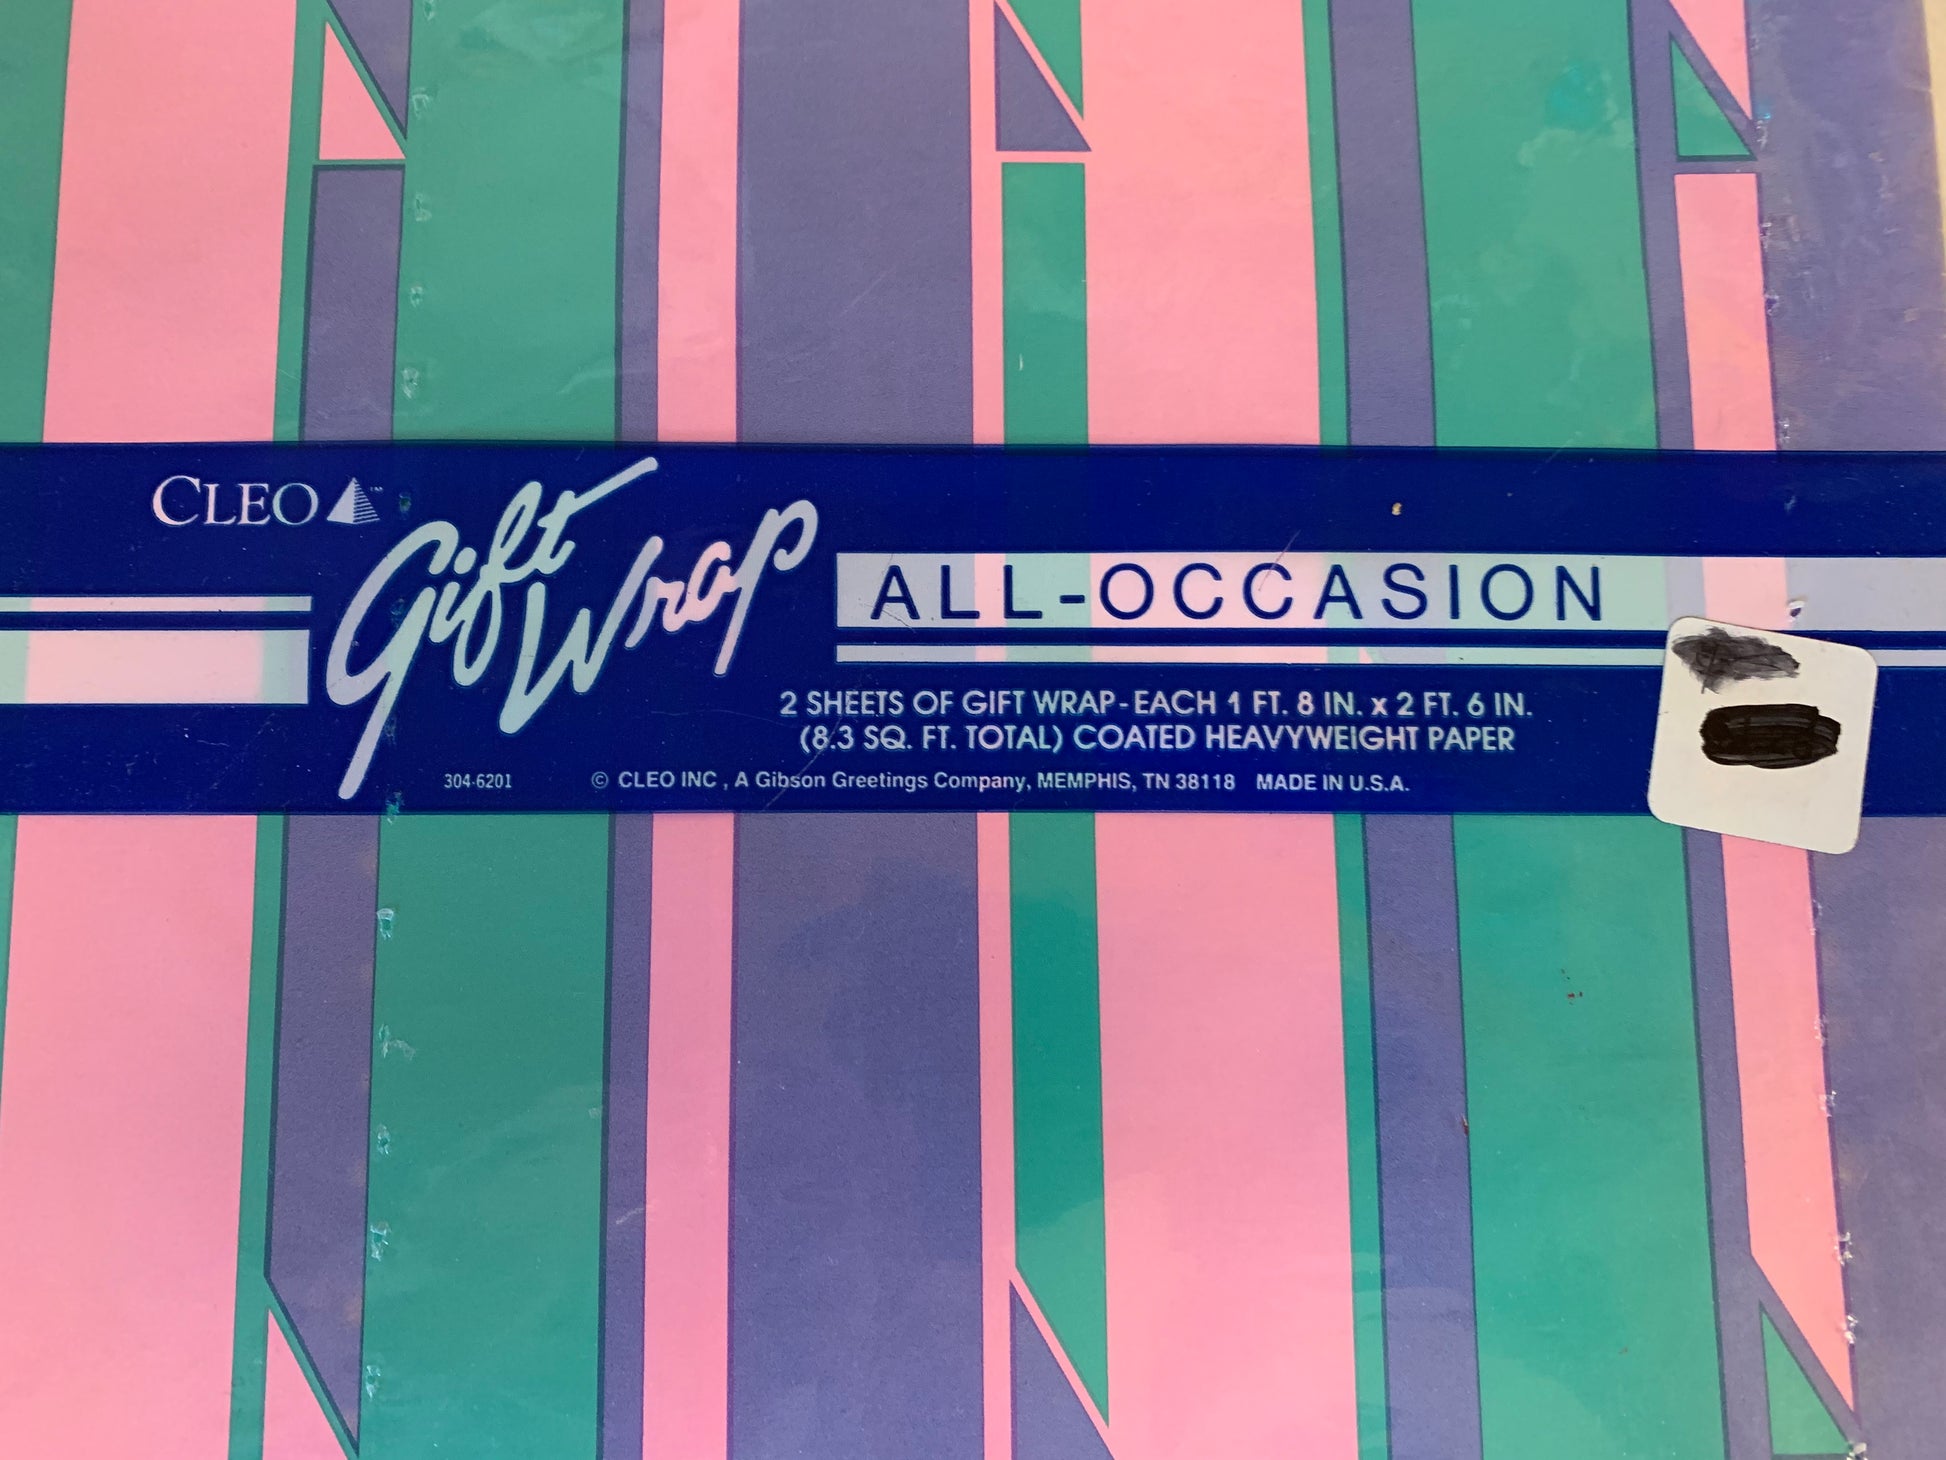 CLEO ™
Gift
Wrap
ALL-OCCASION
2 SHEETS OF GIFT WRAP-EACH 1 FT. 8 IN. x 2 FT. 6 IN.
(8.3 SQ. FT. TOTAL) COATED HEAVYWEIGHT PAPER
304-6201 © CLEO INC , A Gibson Greetings Company, MEMPHIS, TN 38118 MADE IN U.S.A.